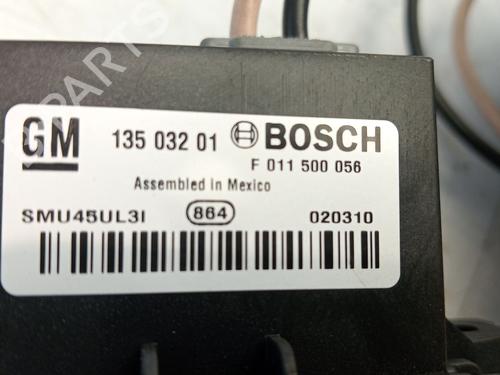 GM 135 032 01 BOSCH
F 011 500 056
Assembled in Mexico
SMU45UL3I 864 020310